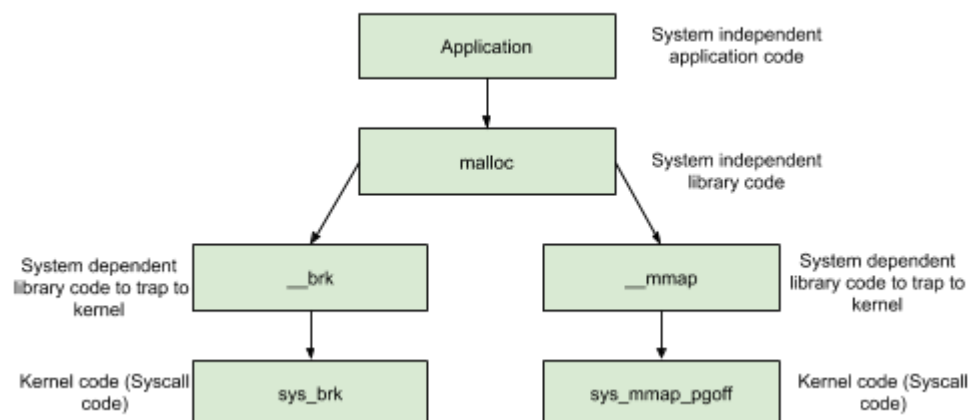 Application
System independent
application code
malloc
System independent
library code
System dependent
library code to trap to
kernel
__brk
__mmap
System dependent
library code to trap to
kernel
Kernel code (Syscall
code)
sys_brk
sys_mmap_pgoff
Kernel code (Syscall
code)